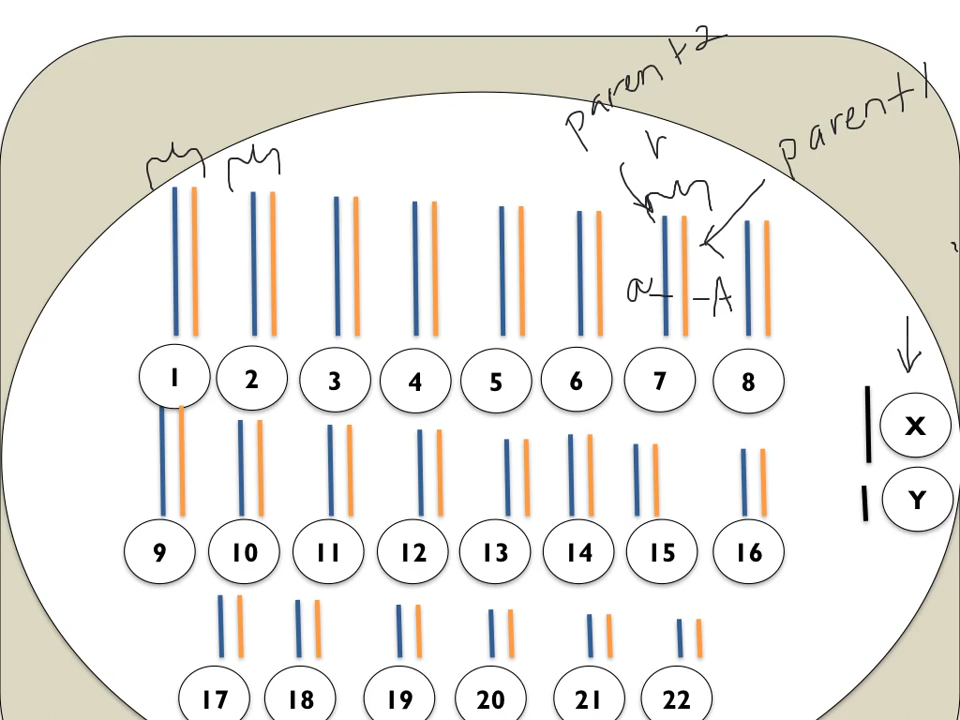 parent 2
parent 1
a A
1 2 3 4 5 6 7 8
X
Y
9 10 11 12 13 14 15 16
17 18 19 20 21 22